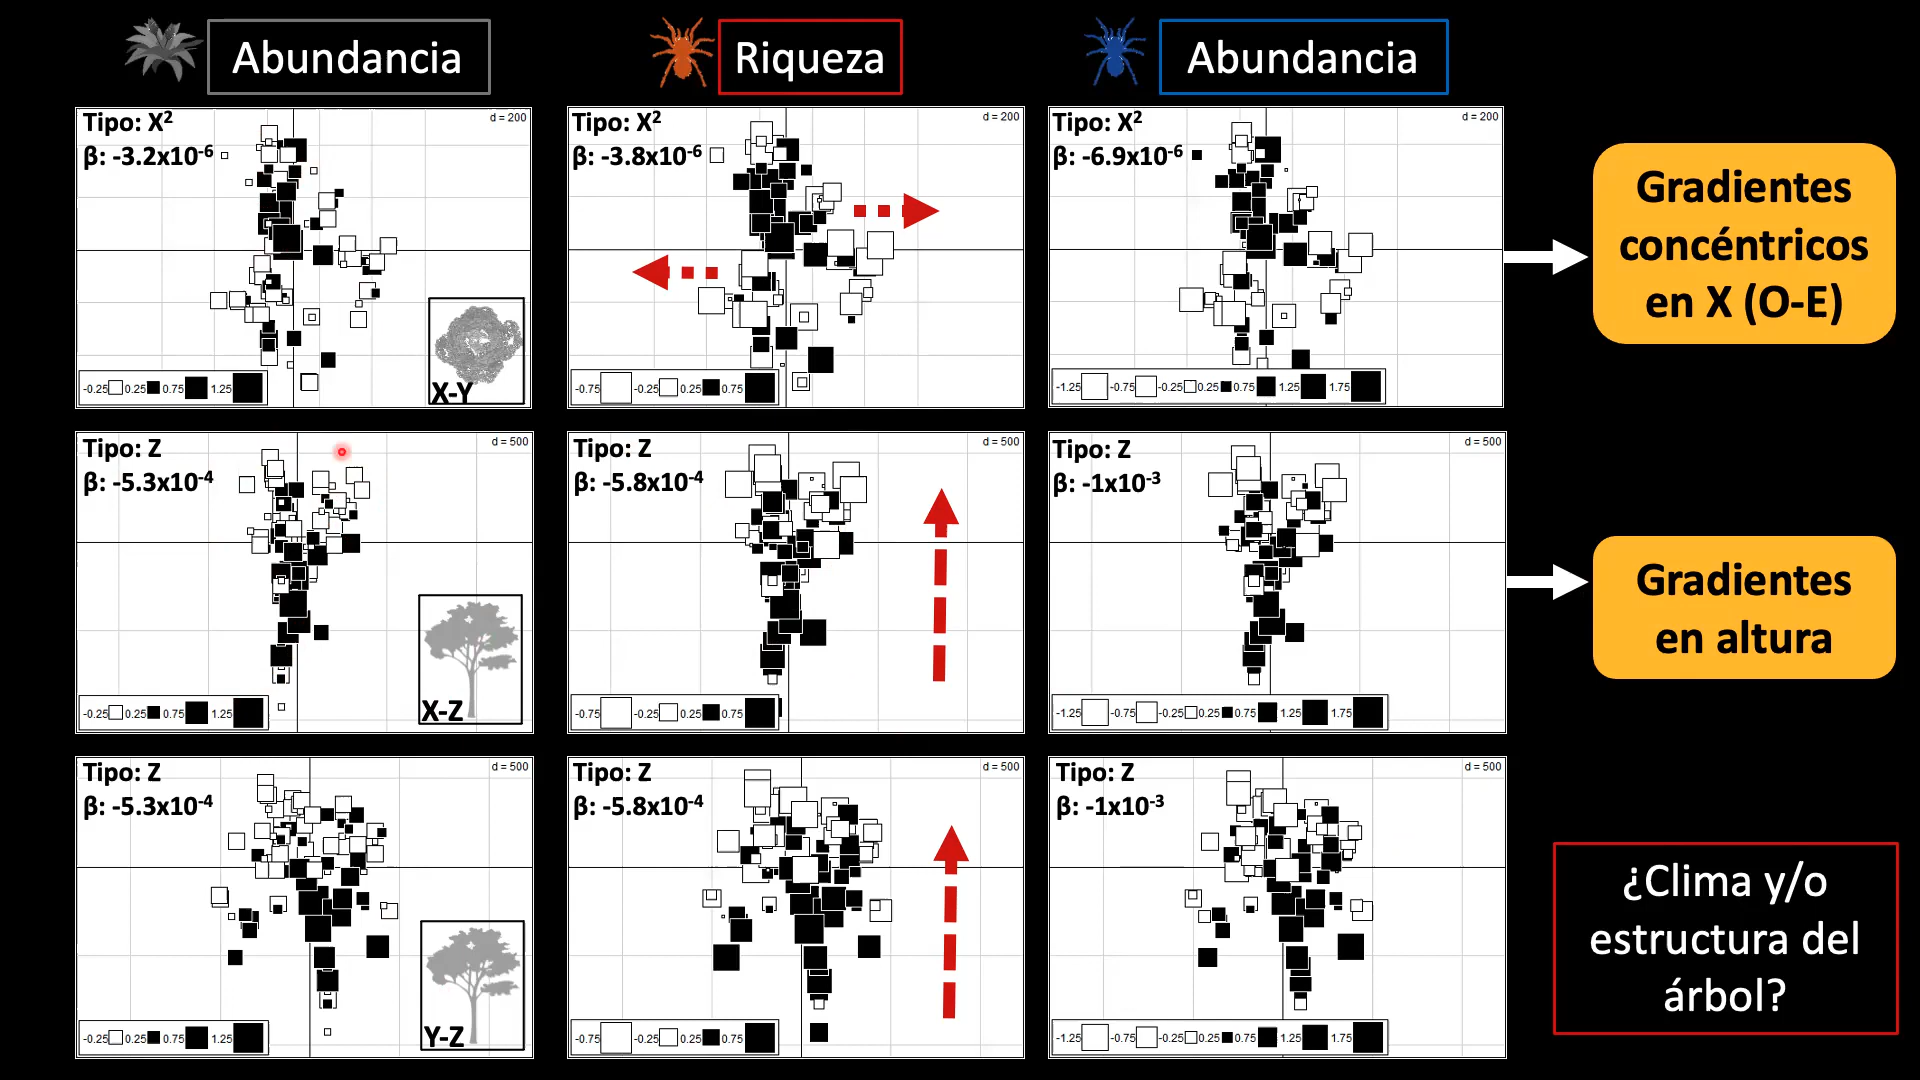 Abundancia
Riqueza
Abundancia
Tipo: X²
β: -3.2x10⁻⁶
d = 200
-0.25 0.25 0.75 1.25
X-Y
Tipo: X²
β: -3.8x10⁻⁶
d = 200
-0.75 -0.25 0.25 0.75
Tipo: X²
β: -6.9x10⁻⁶
d = 200
-1.25 -0.75 -0.25 0.25 0.75 1.25 1.75
Gradientes
concéntricos
en X (O-E)
Tipo: Z
β: -5.3x10⁻⁴
d = 500
-0.25 0.25 0.75 1.25
X-Z
Tipo: Z
β: -5.8x10⁻⁴
d = 500
-0.75 -0.25 0.25 0.75
Tipo: Z
β: -1x10⁻³
d = 500
-1.25 -0.75 -0.25 0.25 0.75 1.25 1.75
Gradientes
en altura
Tipo: Z
β: -5.3x10⁻⁴
d = 500
-0.25 0.25 0.75 1.25
Y-Z
Tipo: Z
β: -5.8x10⁻⁴
d = 500
-0.75 -0.25 0.25 0.75
Tipo: Z
β: -1x10⁻³
d = 500
-1.25 -0.75 -0.25 0.25 0.75 1.25 1.75
¿Clima y/o
estructura del
árbol?